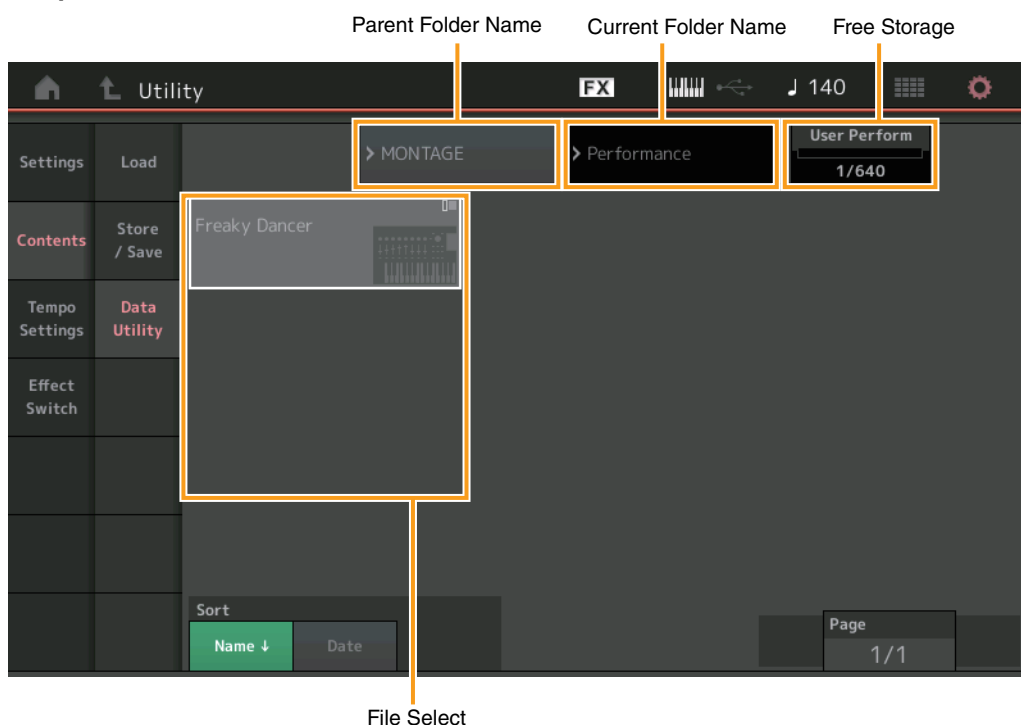 Parent Folder Name
Current Folder Name
Free Storage
Utility
FX
♩ 140
Settings
Load
> MONTAGE
> Performance
User Perform
1/640
Contents
Store
/ Save
Freaky Dancer
Tempo
Settings
Data
Utility
Effect
Switch
Sort
Name ↓
Date
Page
1/1
File Select